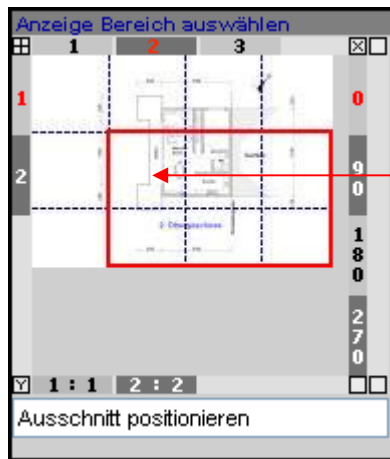 Anzeige Bereich auswählen
1 2 3
1
2
0
90
180
270
1 : 1 2 : 2
Ausschnitt positionieren